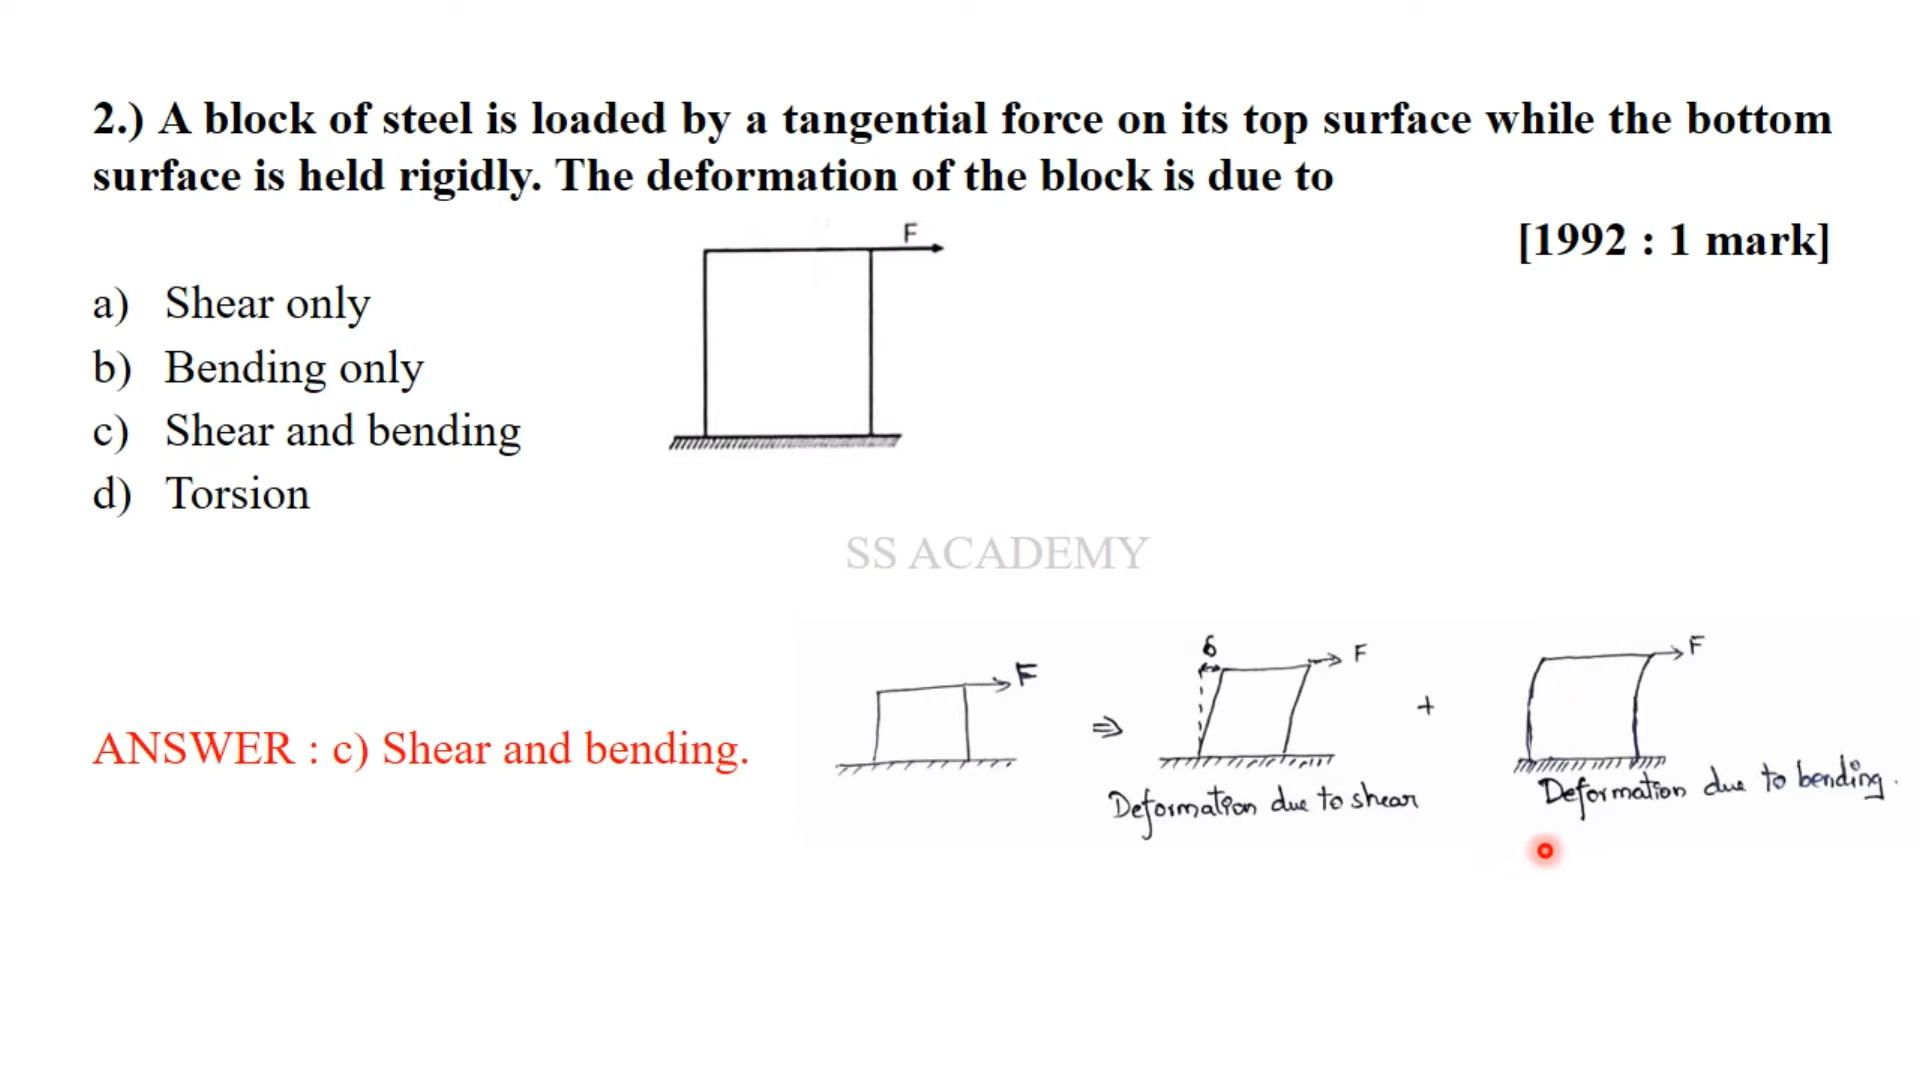 2.) A block of steel is loaded by a tangential force on its top surface while the bottom
surface is held rigidly. The deformation of the block is due to
[1992 : 1 mark]
F
a) Shear only
b) Bending only
c) Shear and bending
d) Torsion
SS ACADEMY
ANSWER : c) Shear and bending.
F
⇒
δ
F
Deformation due to shear
+
F
Deformation due to bending.